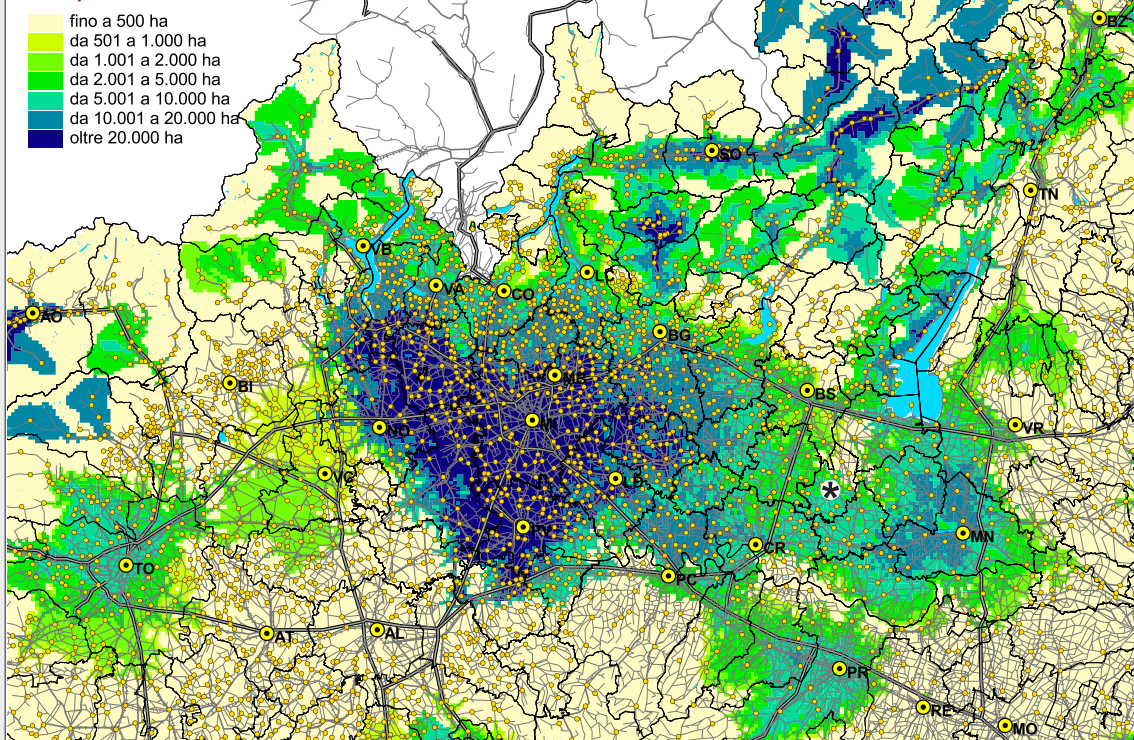 fino a 500 ha
da 501 a 1.000 ha
da 1.001 a 2.000 ha
da 2.001 a 5.000 ha
da 5.001 a 10.000 ha
da 10.001 a 20.000 ha
oltre 20.000 ha
BZ
SO
TN
VB
LC
VA
CO
AO
BG
MB
BI
BS
MI
NO
VR
VC
LO
*
PV
MN
CR
TO
PC
AT
AL
PR
RE
MO